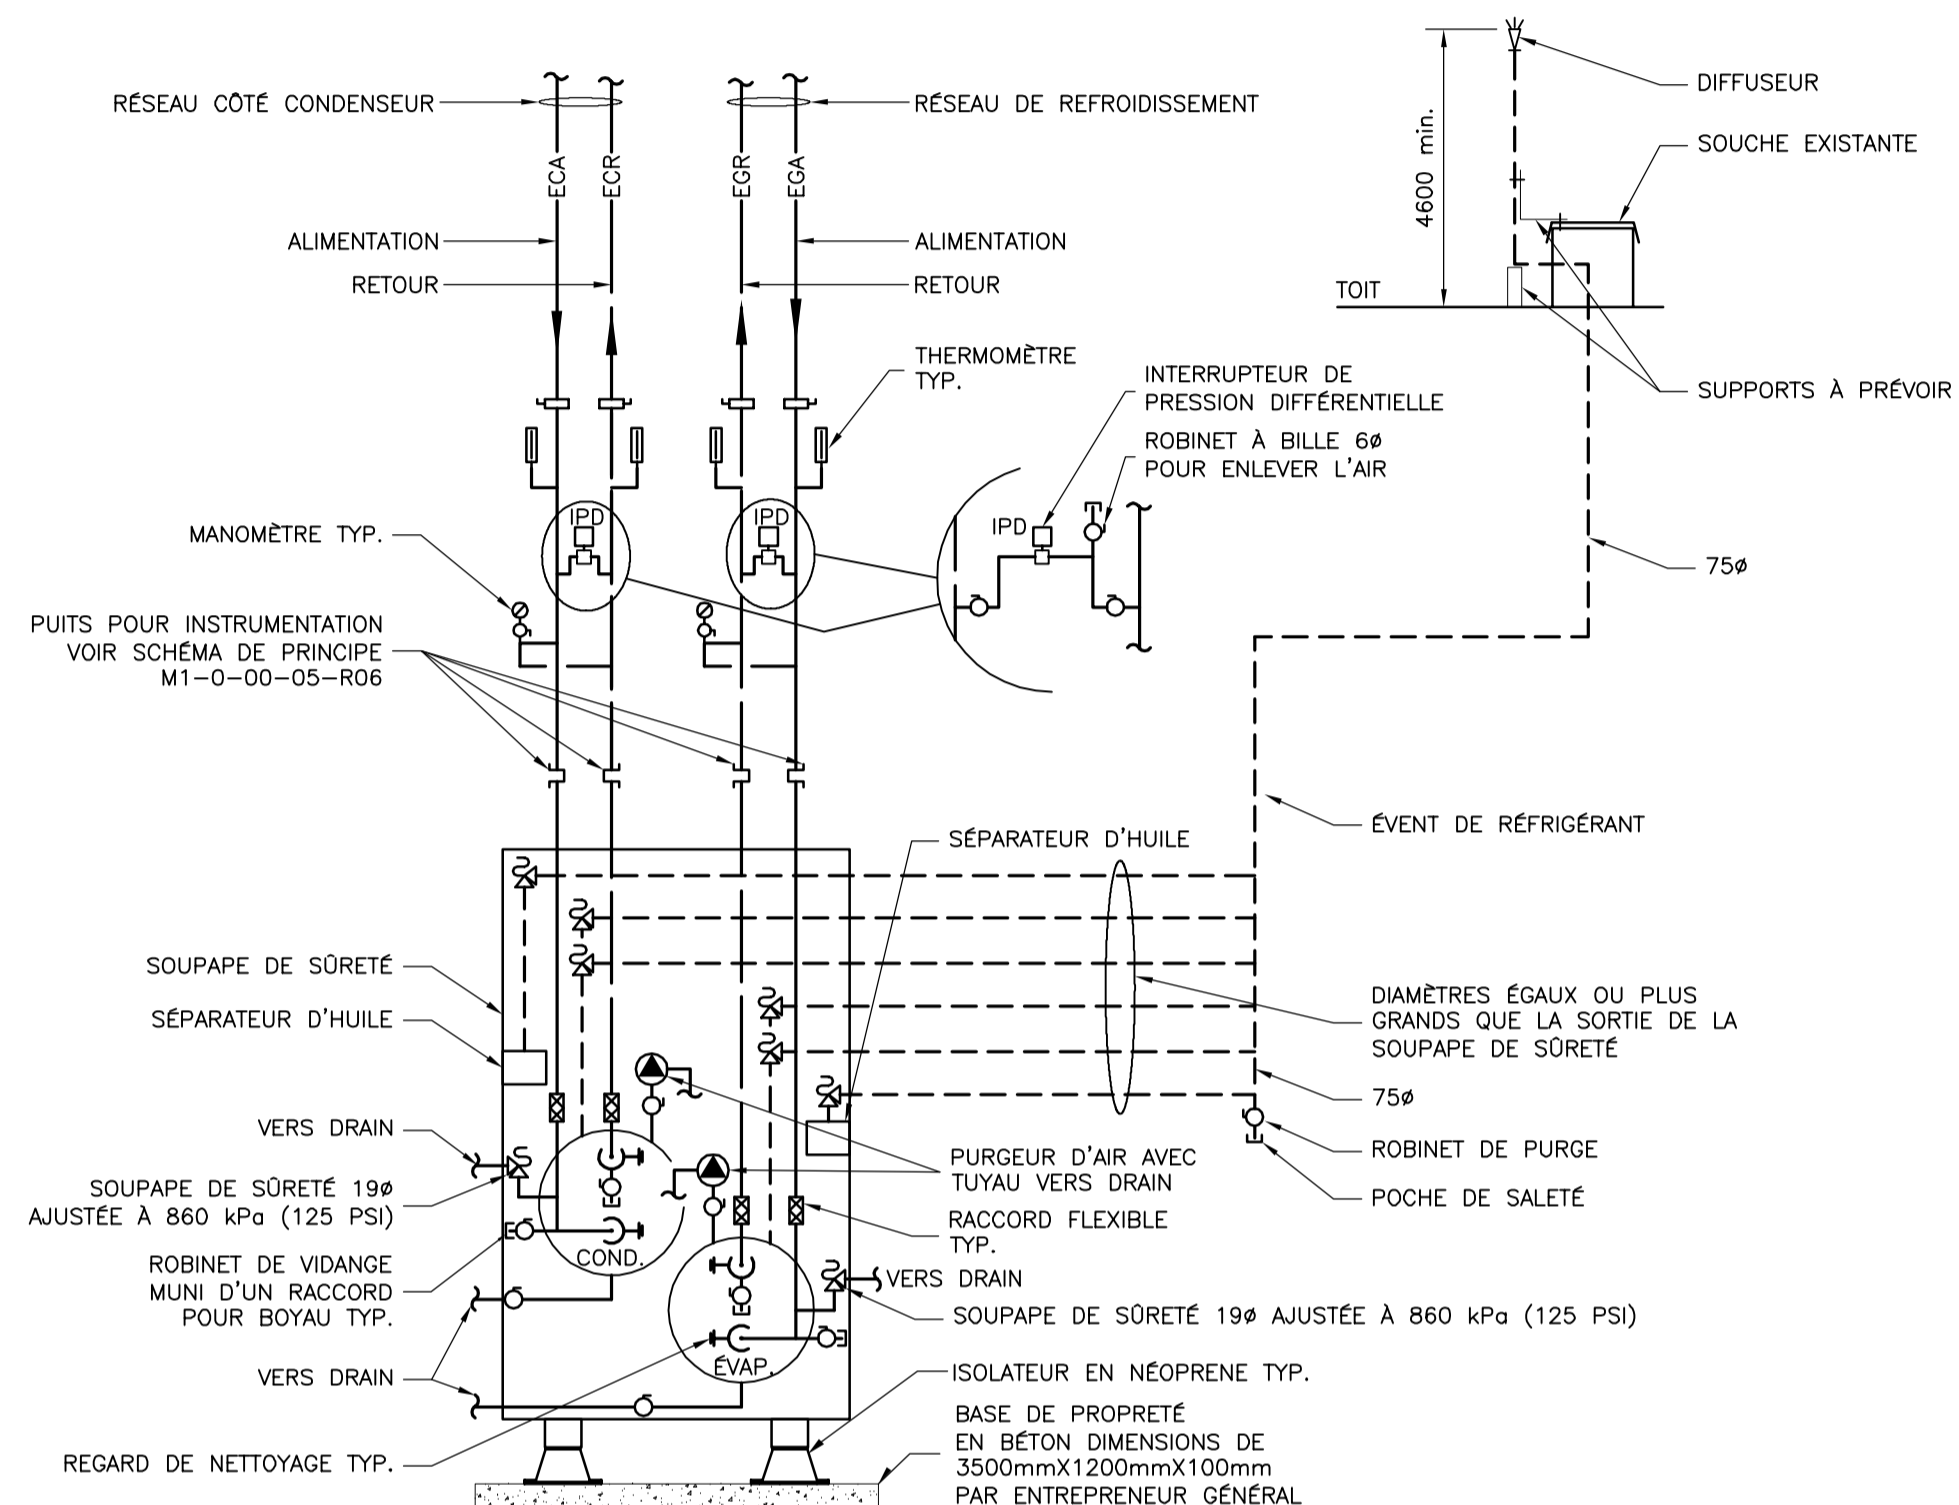 DIFFUSEUR
RÉSEAU CÔTÉ CONDENSEUR
RÉSEAU DE REFROIDISSEMENT
SOUCHE EXISTANTE
4600 min.
ECA
ECR
EGR
EGA
ALIMENTATION
ALIMENTATION
RETOUR
RETOUR
TOIT
THERMOMÈTRE
TYP.
INTERRUPTEUR DE
PRESSION DIFFÉRENTIELLE
SUPPORTS À PRÉVOIR
ROBINET À BILLE 6ø
POUR ENLEVER L'AIR
IPD
IPD
IPD
MANOMÈTRE TYP.
75ø
PUITS POUR INSTRUMENTATION
VOIR SCHÉMA DE PRINCIPE
M1-0-00-05-R06
ÉVENT DE RÉFRIGÉRANT
SÉPARATEUR D'HUILE
SOUPAPE DE SÛRETÉ
SÉPARATEUR D'HUILE
DIAMÈTRES ÉGAUX OU PLUS
GRANDS QUE LA SORTIE DE LA
SOUPAPE DE SÛRETÉ
75ø
VERS DRAIN
ROBINET DE PURGE
PURGEUR D'AIR AVEC
TUYAU VERS DRAIN
SOUPAPE DE SÛRETÉ 19ø
AJUSTÉE À 860 kPa (125 PSI)
POCHE DE SALETÉ
RACCORD FLEXIBLE
TYP.
COND.
ROBINET DE VIDANGE
MUNI D'UN RACCORD
POUR BOYAU TYP.
VERS DRAIN
SOUPAPE DE SÛRETÉ 19ø AJUSTÉE À 860 kPa (125 PSI)
ÉVAP.
VERS DRAIN
ISOLATEUR EN NÉOPRENE TYP.
REGARD DE NETTOYAGE TYP.
BASE DE PROPRETÉ
EN BÉTON DIMENSIONS DE
3500mmX1200mmX100mm
PAR ENTREPRENEUR GÉNÉRAL